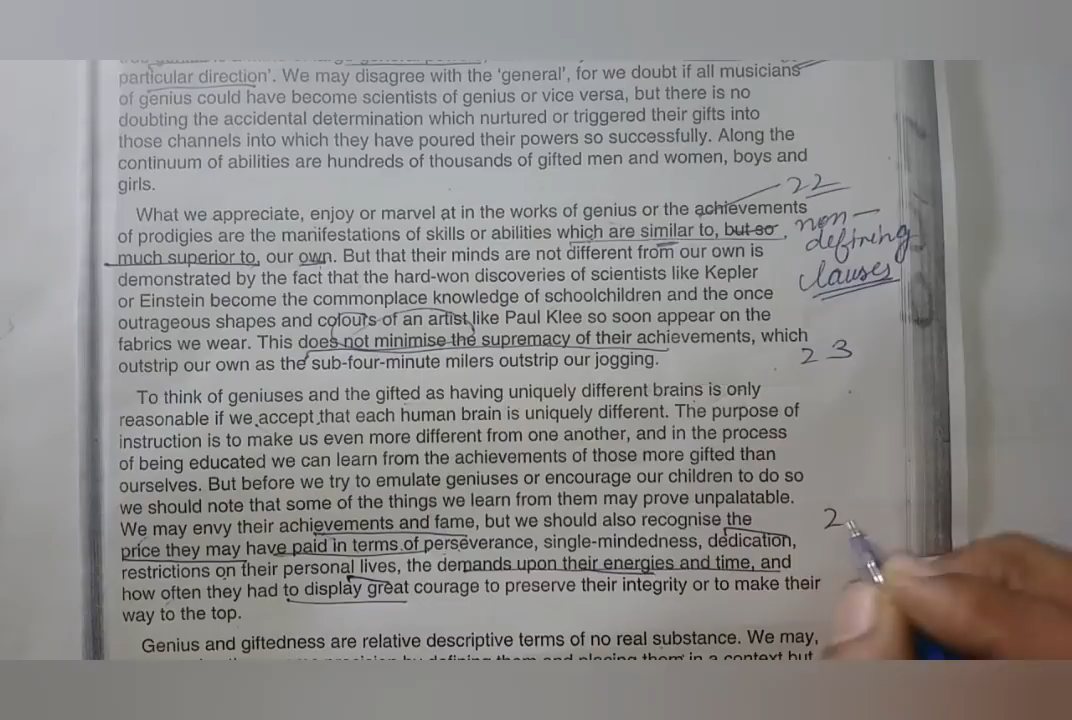 particular direction'. We may disagree with the 'general', for we doubt if all musicians
of genius could have become scientists of genius or vice versa, but there is no
doubting the accidental determination which nurtured or triggered their gifts into
those channels into which they have poured their powers so successfully. Along the
continuum of abilities are hundreds of thousands of gifted men and women, boys and
girls.
22
What we appreciate, enjoy or marvel at in the works of genius or the achievements
of prodigies are the manifestations of skills or abilities which are similar to, but so
much superior to, our own. But that their minds are not different from our own is
non-
defining
clauses
demonstrated by the fact that the hard-won discoveries of scientists like Kepler
or Einstein become the commonplace knowledge of schoolchildren and the once
outrageous shapes and colours of an artist like Paul Klee so soon appear on the
fabrics we wear. This does not minimise the supremacy of their achievements, which
outstrip our own as the sub-four-minute milers outstrip our jogging.
23
To think of geniuses and the gifted as having uniquely different brains is only
reasonable if we accept that each human brain is uniquely different. The purpose of
instruction is to make us even more different from one another, and in the process
of being educated we can learn from the achievements of those more gifted than
ourselves. But before we try to emulate geniuses or encourage our children to do so
we should note that some of the things we learn from them may prove unpalatable.
We may envy their achievements and fame, but we should also recognise the
price they may have paid in terms of perseverance, single-mindedness, dedication,
restrictions on their personal lives, the demands upon their energies and time, and
how often they had to display great courage to preserve their integrity or to make their
way to the top.
2
Genius and giftedness are relative descriptive terms of no real substance. We may,